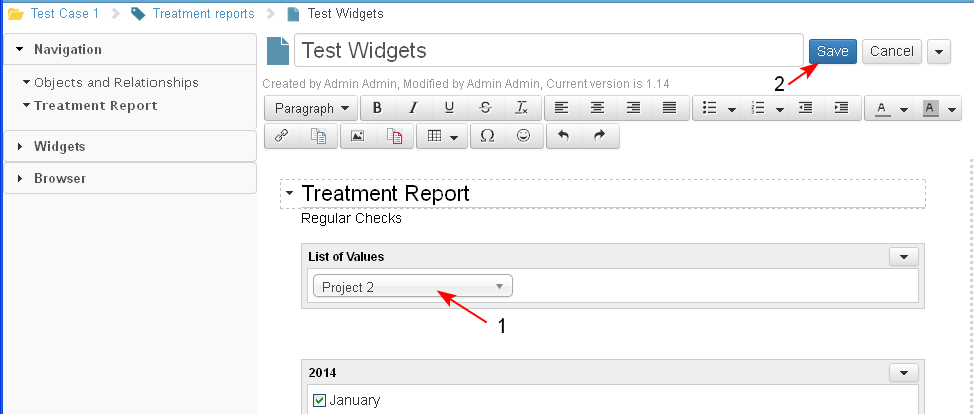 Test Case 1 Treatment reports Test Widgets
Navigation
Objects and Relationships
Treatment Report
Widgets
Browser
Test Widgets
Save Cancel
2
Created by Admin Admin, Modified by Admin Admin, Current version is 1.14
Paragraph B I U S Tx A A
Treatment Report
Regular Checks
List of Values
Project 2
1
2014
January